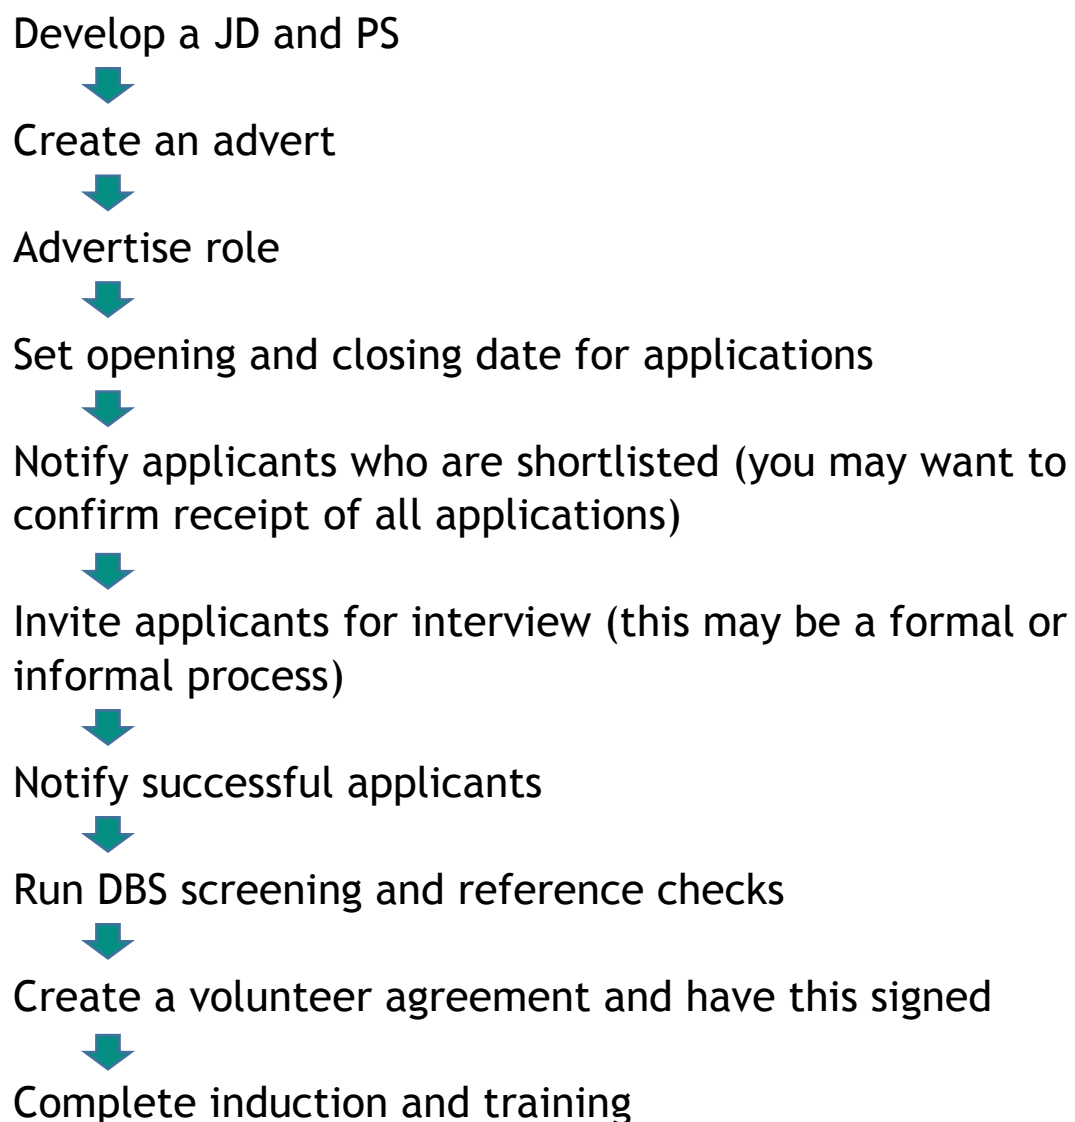 Develop a JD and PS
Create an advert
Advertise role
Set opening and closing date for applications
Notify applicants who are shortlisted (you may want to
confirm receipt of all applications)
Invite applicants for interview (this may be a formal or
informal process)
Notify successful applicants
Run DBS screening and reference checks
Create a volunteer agreement and have this signed
Complete induction and training